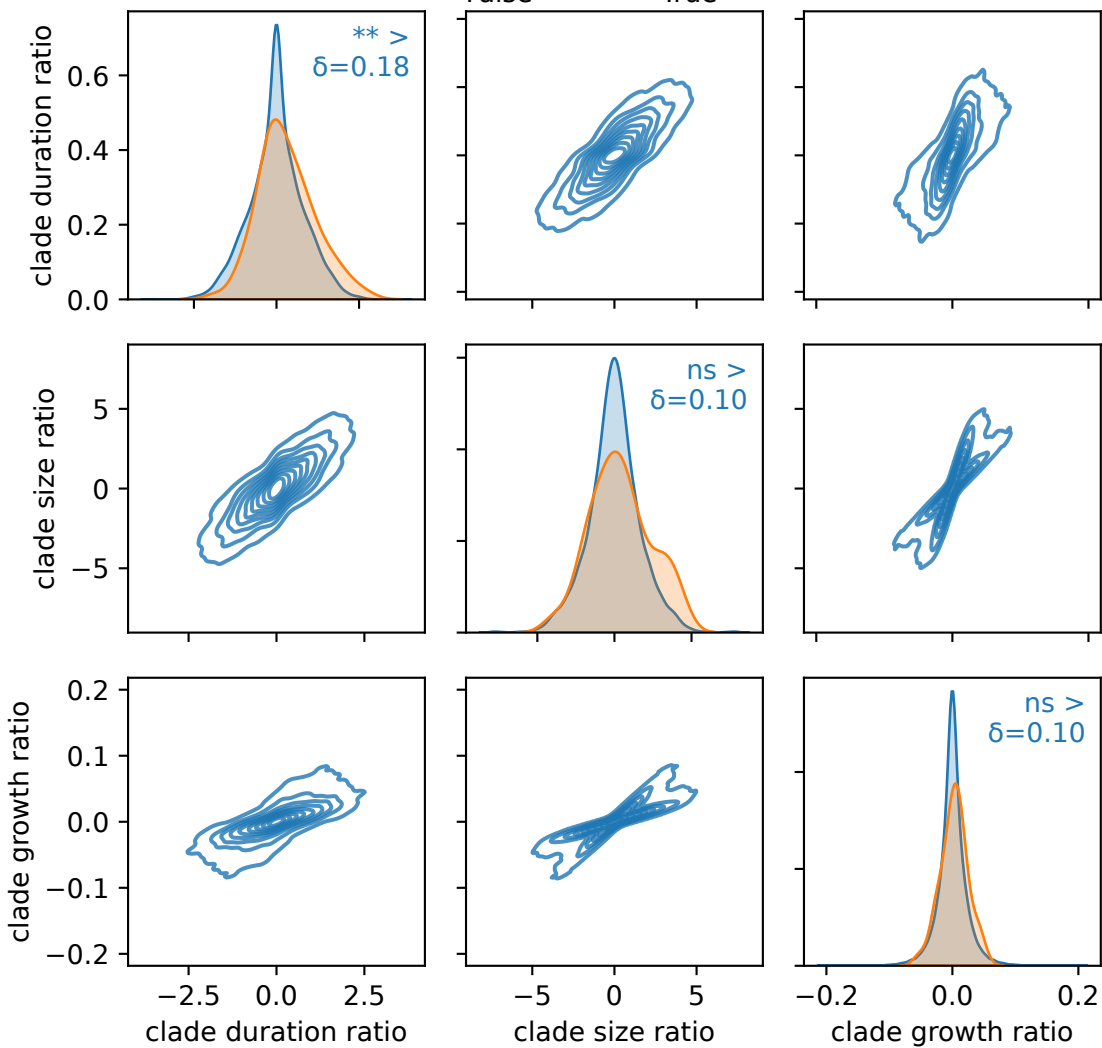 clade duration ratio
0.6
0.4
0.2
0.0
** >
δ=0.18
clade size ratio
5
0
−5
ns >
δ=0.10
clade growth ratio
0.2
0.1
0.0
−0.1
−0.2
ns >
δ=0.10
−2.5 0.0 2.5
−5 0 5
−0.2 0.0 0.2
clade duration ratio
clade size ratio
clade growth ratio